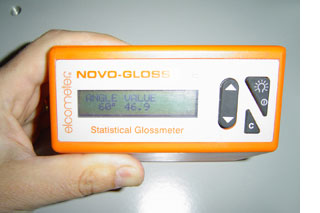 elcometer
NOVO-GLOSS
ANGLE VALUE
60° 46.9
Statistical Glossmeter
C